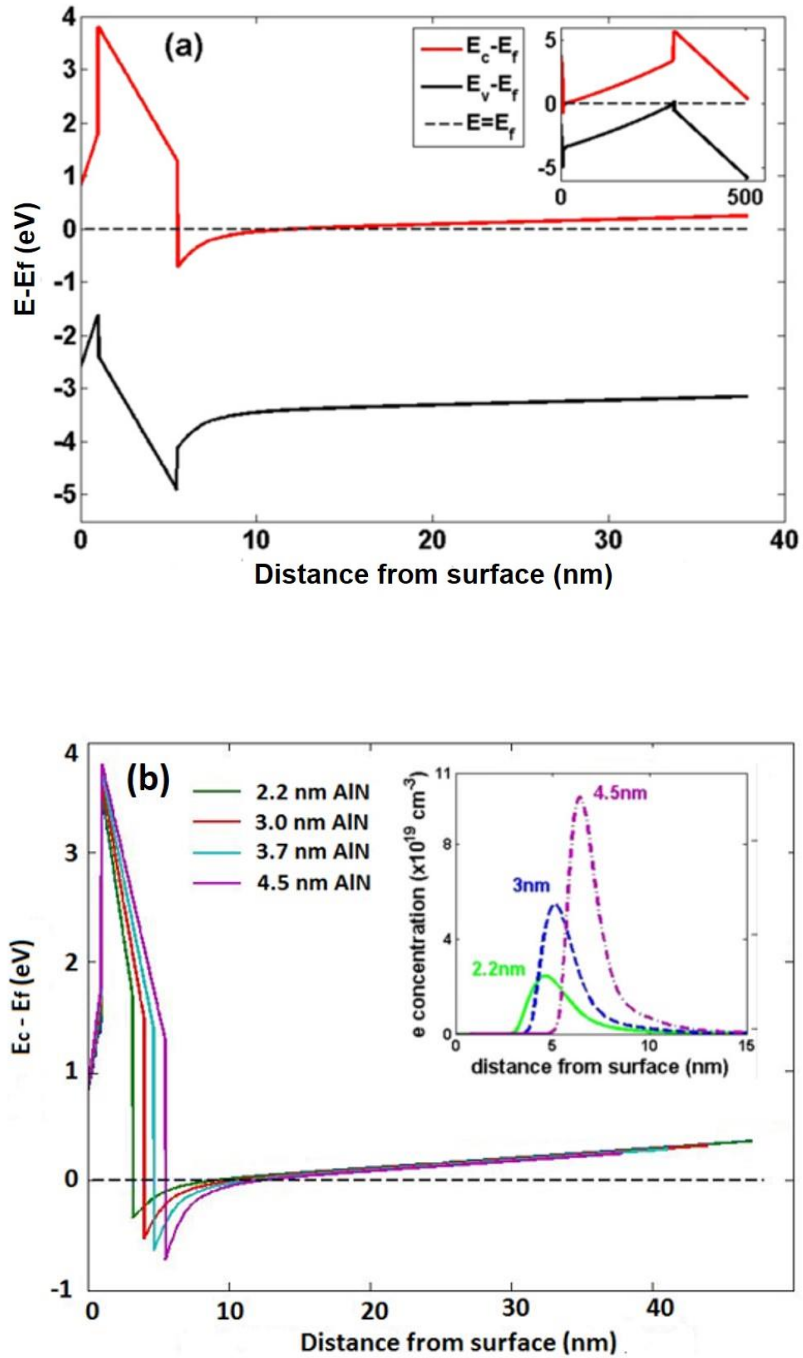 4
(a)
3
2
1
0
-1
-2
-3
-4
-5
E-Ef (eV)
Ec-Ef
Ev-Ef
E=Ef
5
0
-5
0 500
0 10 20 30 40
Distance from surface (nm)
4
(b)
3
2
1
0
-1
Ec - Ef (eV)
2.2 nm AlN
3.0 nm AlN
3.7 nm AlN
4.5 nm AlN
11
8
4
0
e concentration (x10^19 cm^-3)
4.5nm
3nm
2.2nm
0 5 10 15
distance from surface (nm)
0 10 20 30 40
Distance from surface (nm)